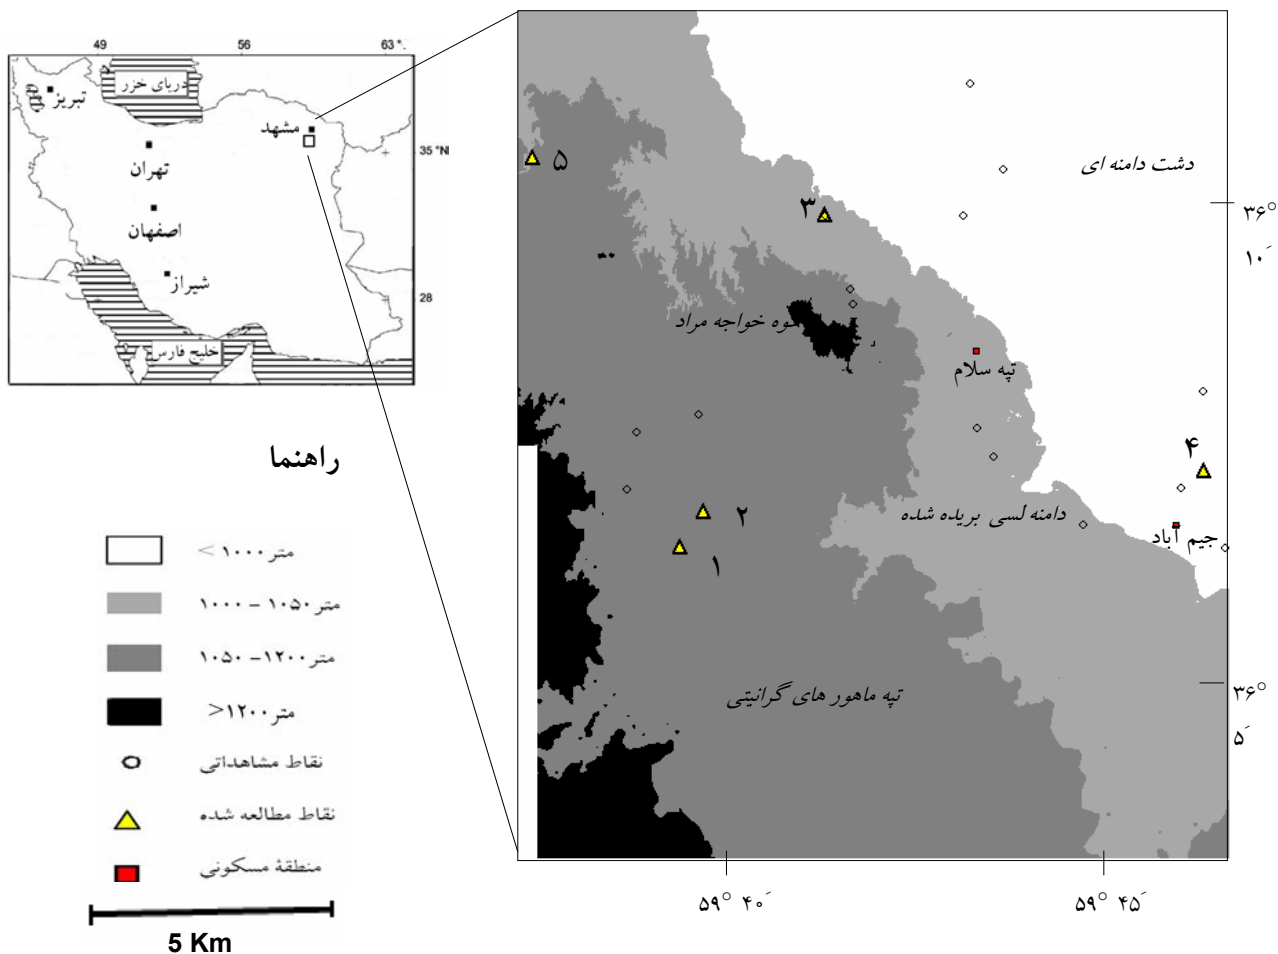 49 56 63 °.
دریای خزر
تبریز
مشهد
35 °N
تهران
اصفهان
شیراز
28
خلیج فارس
راهنما
< ۱۰۰۰ متر
۱۰۰۰ – ۱۰۵۰ متر
۱۰۵۰ – ۱۲۰۰ متر
>۱۲۰۰ متر
نقاط مشاهداتی
نقاط مطالعه شده
منطقهٔ مسکونی
5 Km
دشت دامنه ای
۵
۳
۳۶°
۱۰´
کوه خواجه مراد
تپه سلام
۴
۲
دامنه لسی بریده شده
جیم آباد
۱
تپه ماهور های گرانیتی
۳۶°
۵´
۵۹° ۴۰´
۵۹° ۴۵´